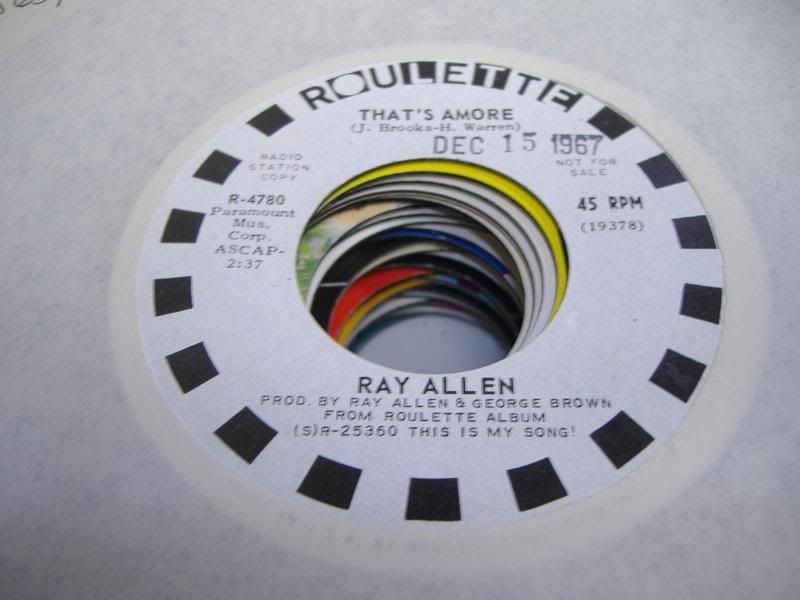 ROULETTE
THAT'S AMORE
(J. Brooks-H. Warren)
DEC 15 1967
RADIO
STATION
COPY
NOT FOR
SALE
R-4780
Paramount
Mus.
Corp.
ASCAP-
2:37
45 RPM
(19378)
RAY ALLEN
PROD. BY RAY ALLEN & GEORGE BROWN
FROM ROULETTE ALBUM
(S)R-25360 THIS IS MY SONG!